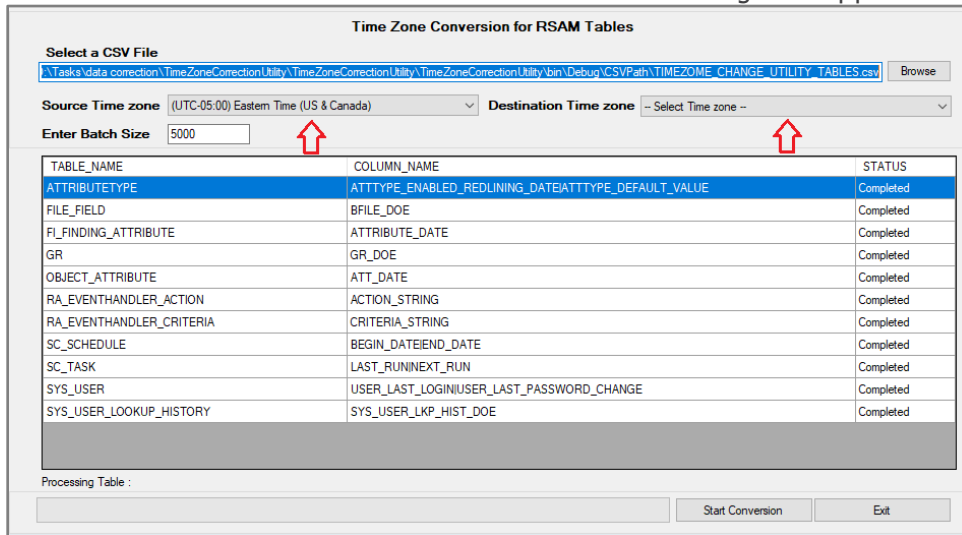 Time Zone Conversion for RSAM Tables
Select a CSV File
:\Tasks\data correction\TimeZoneCorrectionUtility\TimeZoneCorrectionUtility\TimeZoneCorrectionUtility\bin\Debug\CSVPath\TIMEZOME_CHANGE_UTILITY_TABLES.csv Browse
Source Time zone (UTC-05:00) Eastern Time (US & Canada) Destination Time zone -- Select Time zone --
Enter Batch Size 5000
TABLE_NAME COLUMN_NAME STATUS
ATTRIBUTETYPE ATTTYPE_ENABLED_REDLINING_DATE|ATTTYPE_DEFAULT_VALUE Completed
FILE_FIELD BFILE_DOE Completed
FI_FINDING_ATTRIBUTE ATTRIBUTE_DATE Completed
GR GR_DOE Completed
OBJECT_ATTRIBUTE ATT_DATE Completed
RA_EVENTHANDLER_ACTION ACTION_STRING Completed
RA_EVENTHANDLER_CRITERIA CRITERIA_STRING Completed
SC_SCHEDULE BEGIN_DATE|END_DATE Completed
SC_TASK LAST_RUN|NEXT_RUN Completed
SYS_USER USER_LAST_LOGIN|USER_LAST_PASSWORD_CHANGE Completed
SYS_USER_LOOKUP_HISTORY SYS_USER_LKP_HIST_DOE Completed
Processing Table :
Start Conversion Exit